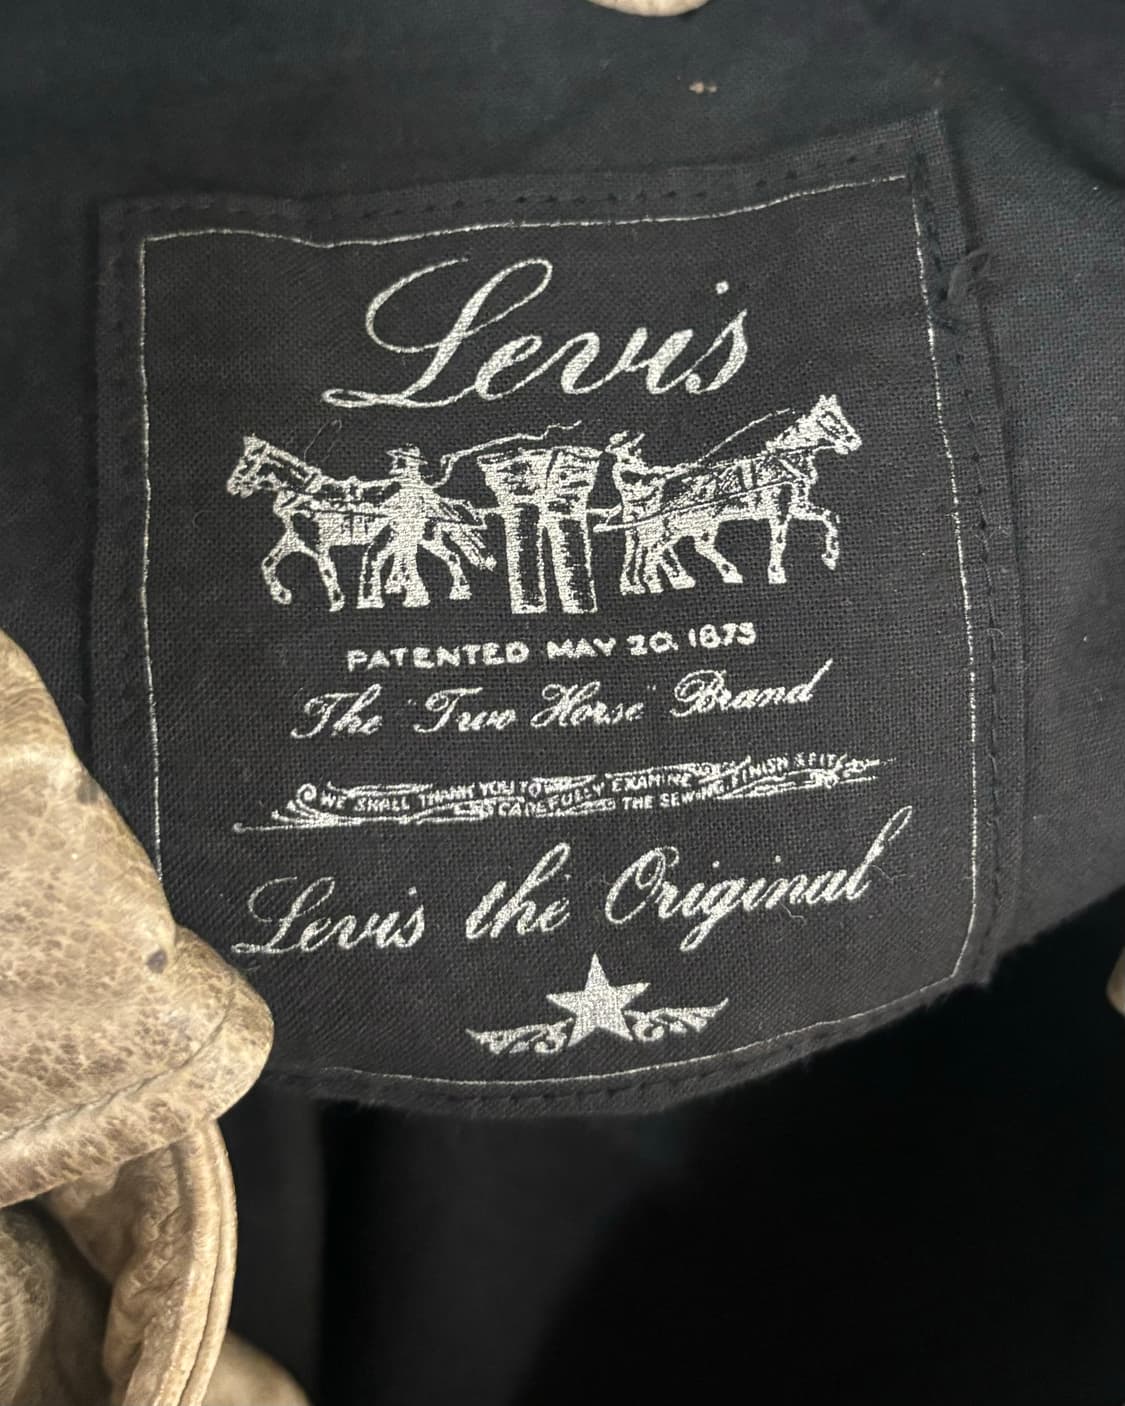 Levis
PATENTED MAY 20. 1873
The "Two Horse" Brand
WE SHALL THANK YOU TO CAREFULLY EXAMINE THE SEWING, FINISH & FIT
Levi's the Original